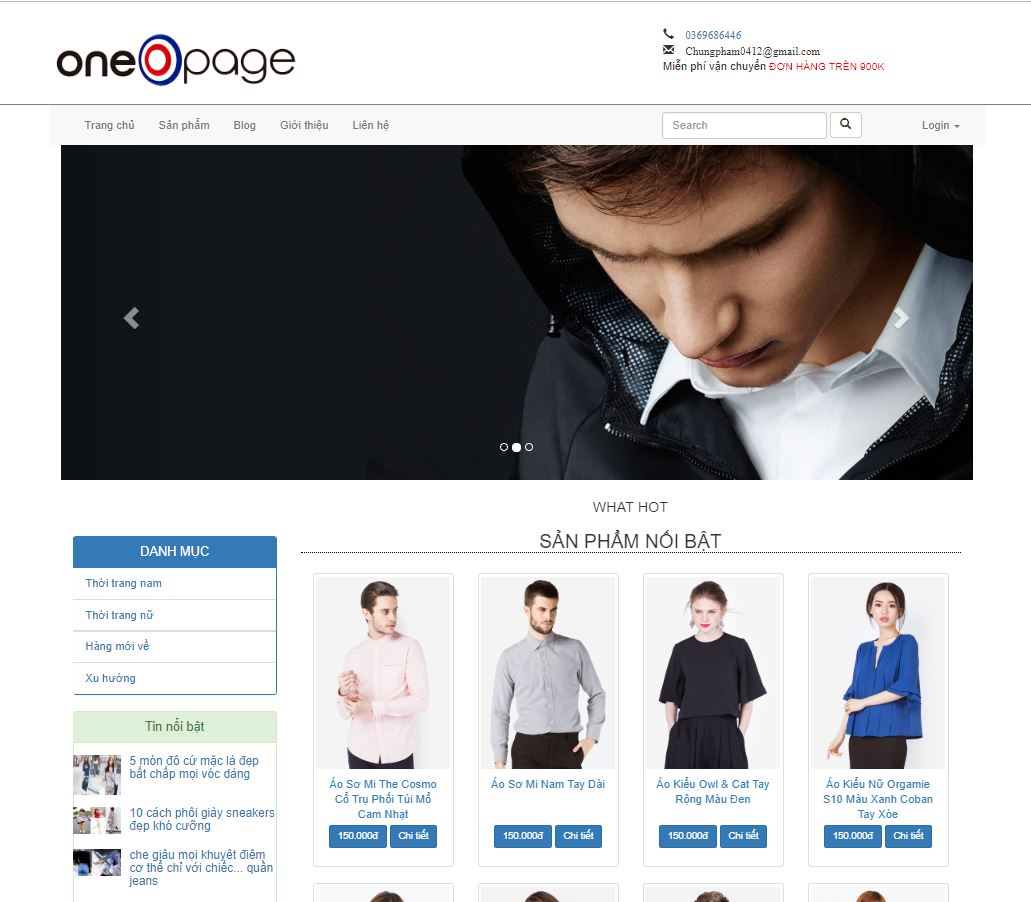 oneOpage
0369686446
Chungpham0412@gmail.com
Miễn phí vận chuyển ĐƠN HÀNG TRÊN 900K
Trang chủ Sản phẩm Blog Giới thiệu Liên hệ Search Login
WHAT HOT
SẢN PHẨM NỔI BẬT
DANH MỤC
Thời trang nam
Thời trang nữ
Hàng mới về
Xu hướng
Tin nổi bật
5 món đồ cứ mặc là đẹp
bất chấp mọi vóc dáng
10 cách phối giày sneakers
đẹp khó cưỡng
che giấu mọi khuyết điểm
cơ thể chỉ với chiếc... quần
jeans
Áo Sơ Mi The Cosmo
Cổ Trụ Phối Túi Mổ
Cam Nhạt
150.000đ Chi tiết
Áo Sơ Mi Nam Tay Dài
150.000đ Chi tiết
Áo Kiểu Owl & Cat Tay
Rộng Màu Đen
150.000đ Chi tiết
Áo Kiểu Nữ Orgamie
S10 Màu Xanh Coban
Tay Xòe
150.000đ Chi tiết